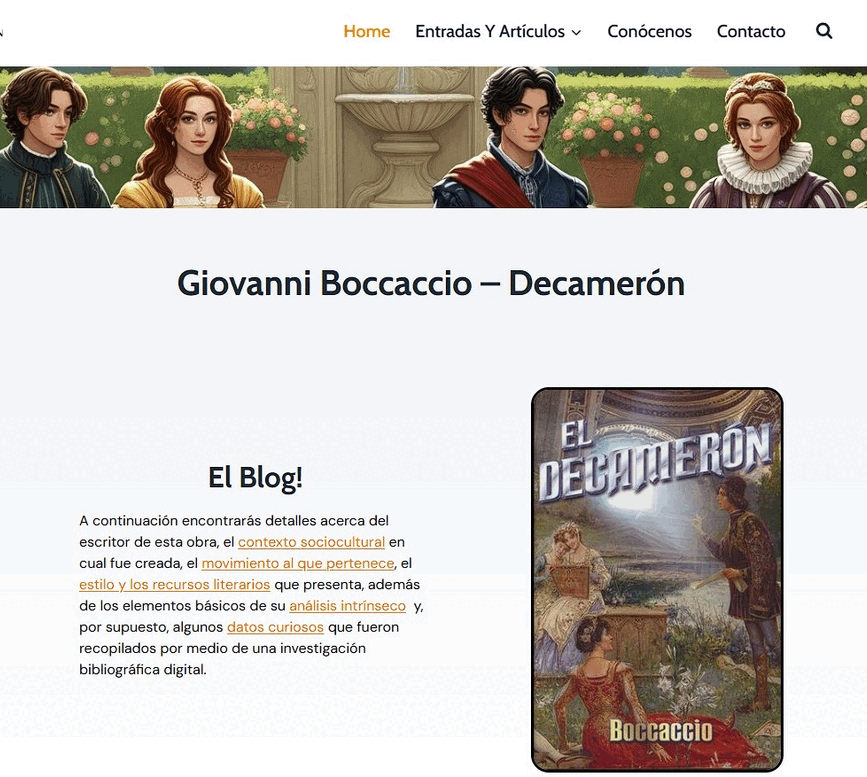 Home Entradas Y Artículos Conócenos Contacto
Giovanni Boccaccio – Decamerón
El Blog!
A continuación encontrarás detalles acerca del
escritor de esta obra, el contexto sociocultural en
cual fue creada, el movimiento al que pertenece, el
estilo y los recursos literarios que presenta, además
de los elementos básicos de su análisis intrínseco y,
por supuesto, algunos datos curiosos que fueron
recopilados por medio de una investigación
bibliográfica digital.
EL
DECAMERÓN
Boccaccio